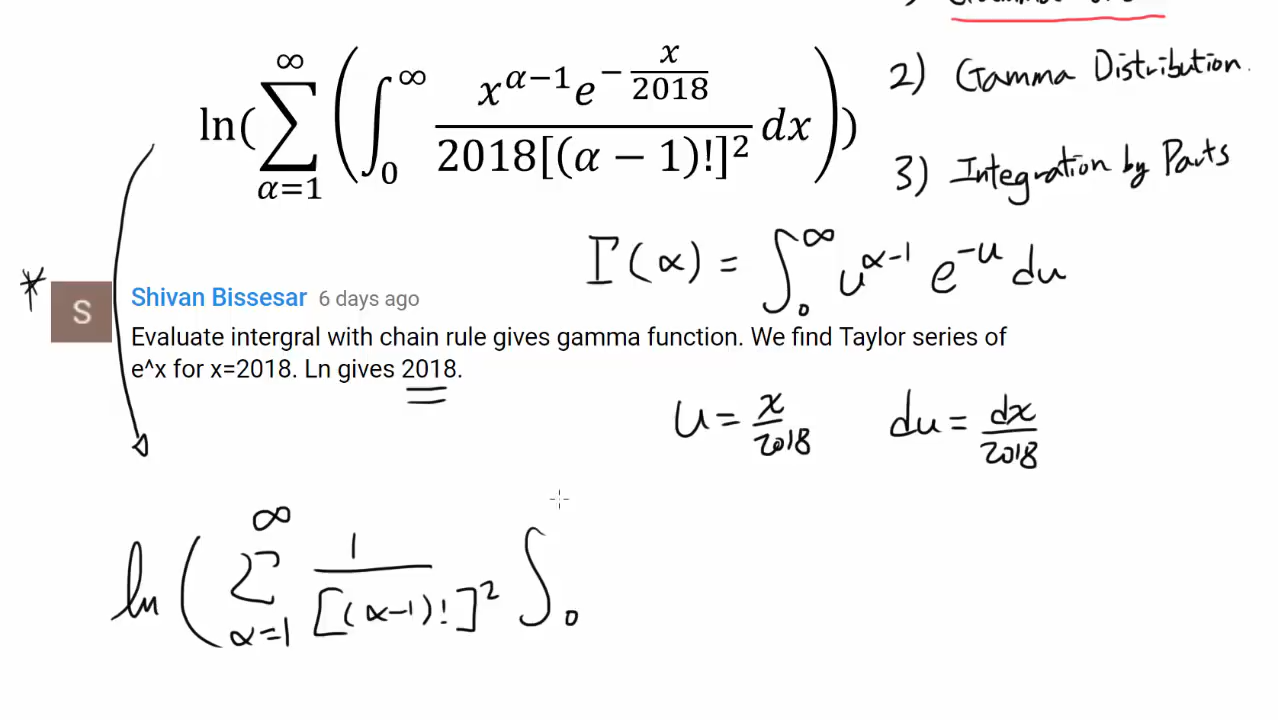 2) Gamma Distribution.
ln(∑_{α=1}^{∞} (∫_0^∞ x^{α−1}e^{−x/2018} / 2018[(α − 1)!]² dx))
3) Integration by Parts
Γ(α) = ∫_0^∞ u^{α−1} e^{−u} du
*
S
Shivan Bissesar 6 days ago
Evaluate intergral with chain rule gives gamma function. We find Taylor series of
e^x for x=2018. Ln gives 2018.
u = x/2018 du = dx/2018
ln(∑_{α=1}^{∞} 1/[(α−1)!]² ∫_0